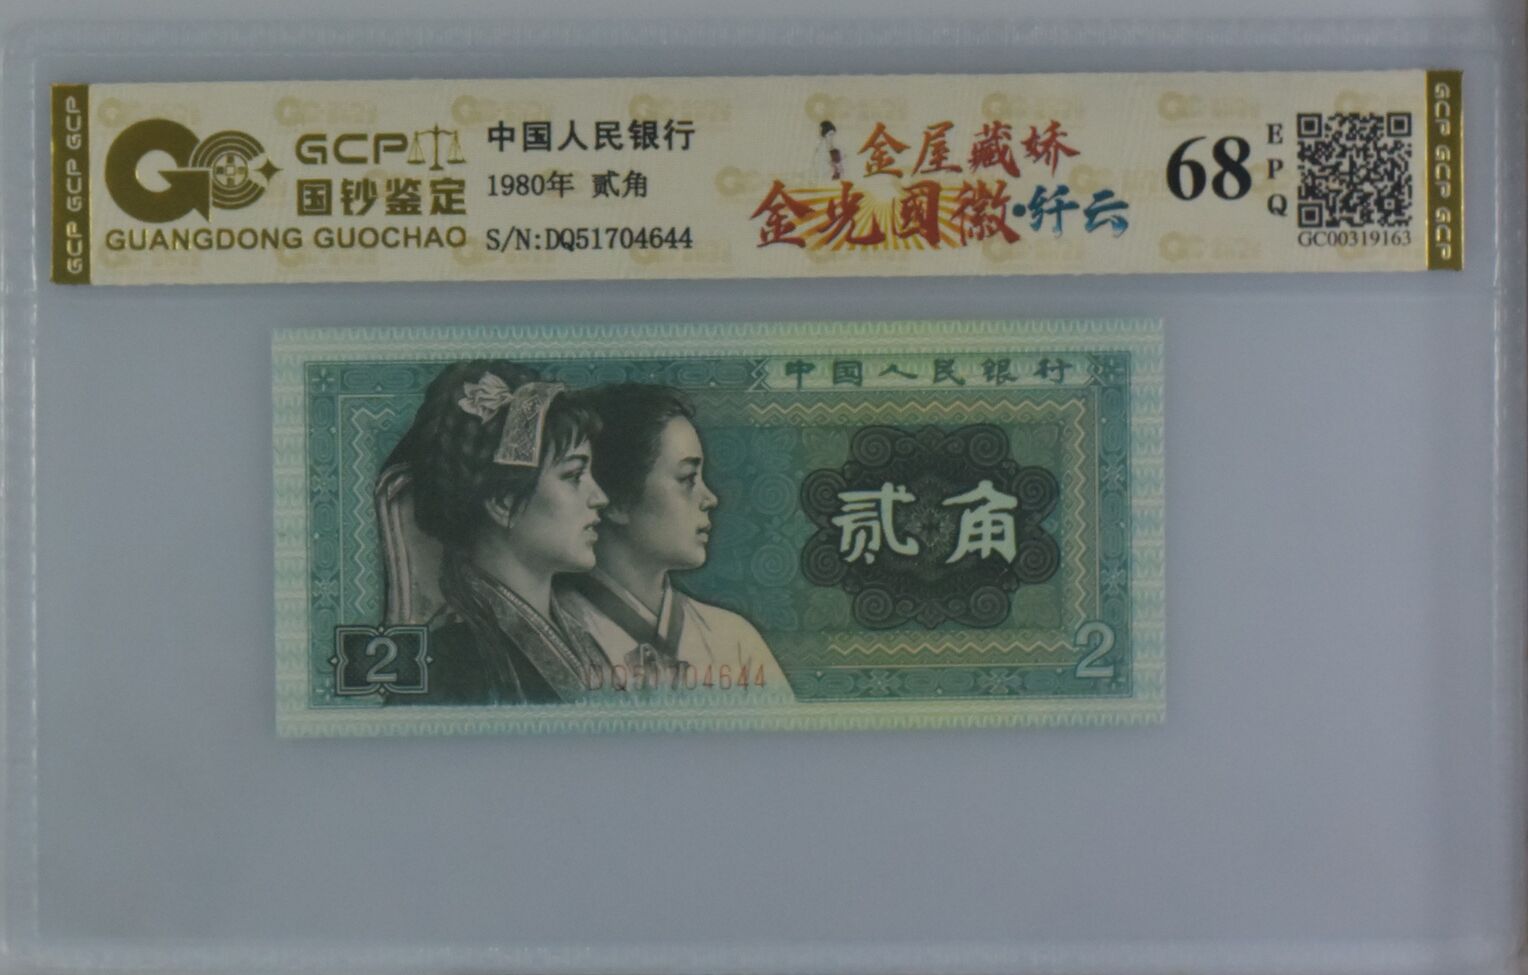 GCP
国钞鉴定
GUANGDONG GUOCHAO
中国人民银行
1980年 贰角
S/N:DQ51704644
金屋藏娇
金光國徽·纤云
68
EPQ
GC00319163
GCP GCP GCP
GCP GCP GCP
中国人民银行
贰角
2
2
DQ51704644